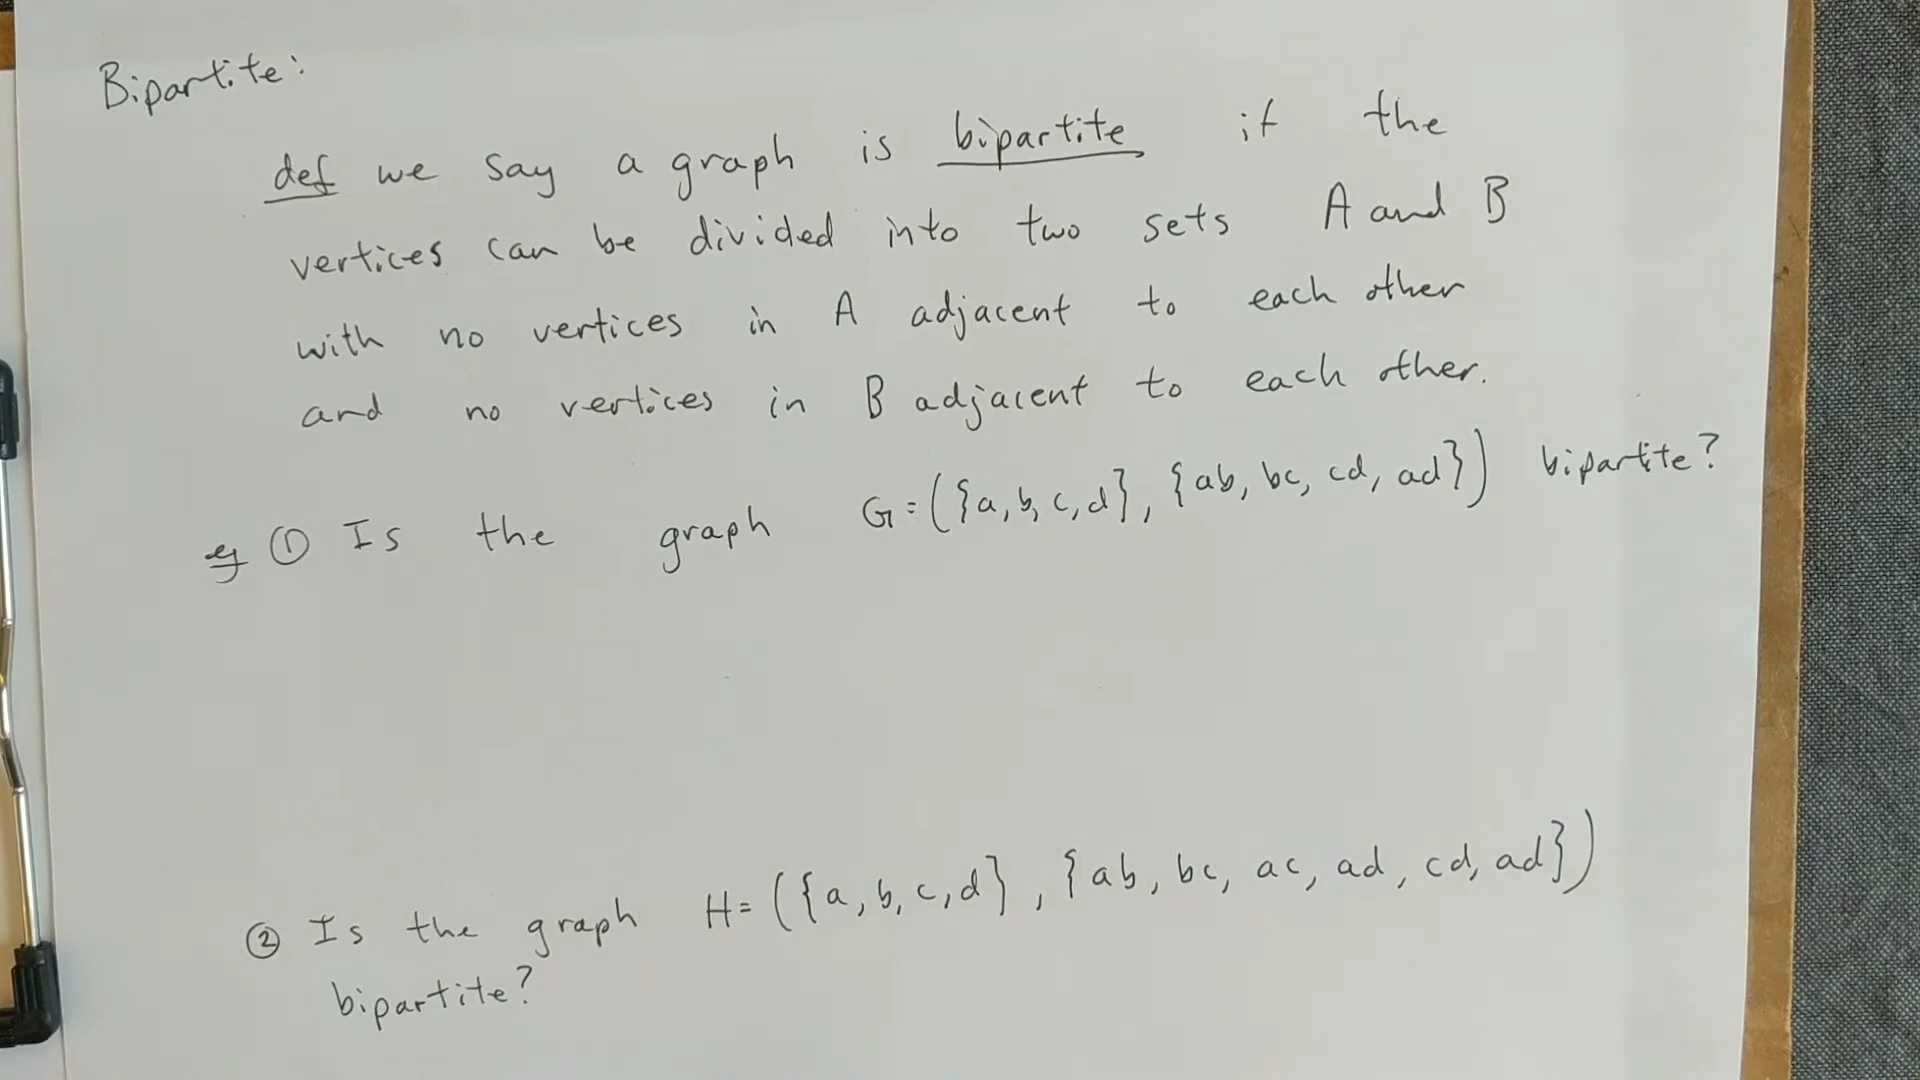 Bipartite:
def we say a graph is bipartite if the
vertices can be divided into two sets A and B
with no vertices in A adjacent to each other
and no vertices in B adjacent to each other.
eg ① Is the graph G=({a,b,c,d},{ab, bc, cd, ad}) bipartite?
② Is the graph H=({a,b,c,d},{ab, bc, ac, ad, cd, ad})
bipartite?